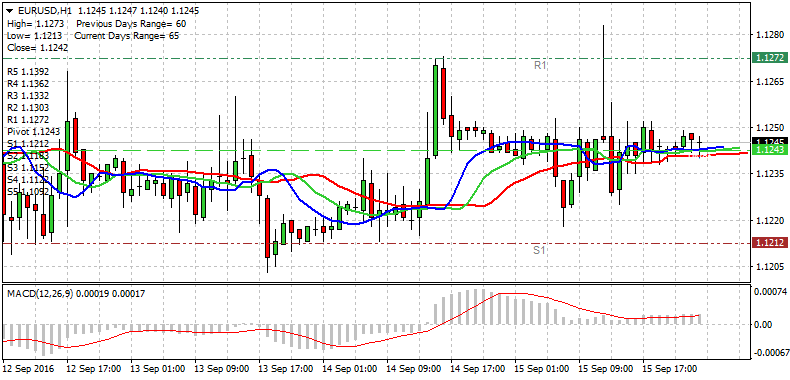 EURUSD,H1 1.1245 1.1247 1.1240 1.1245
High= 1.1273 Previous Days Range= 60
Low= 1.1213 Current Days Range= 65
Close= 1.1242
R5 1.1392
R4 1.1362
R3 1.1332
R2 1.1303
R1 1.1272
Pivot 1.1243
S1 1.1212
S3 1.1152
S5 1.1092
R1
S1
1.1280
1.1272
1.1265
1.1250
1.1243
1.1235
1.1220
1.1212
1.1205
MACD(12,26,9) 0.00019 0.00017
0.00074
0.00
-0.00067
12 Sep 2016
12 Sep 17:00
13 Sep 01:00
13 Sep 09:00
13 Sep 17:00
14 Sep 01:00
14 Sep 09:00
14 Sep 17:00
15 Sep 01:00
15 Sep 09:00
15 Sep 17:00